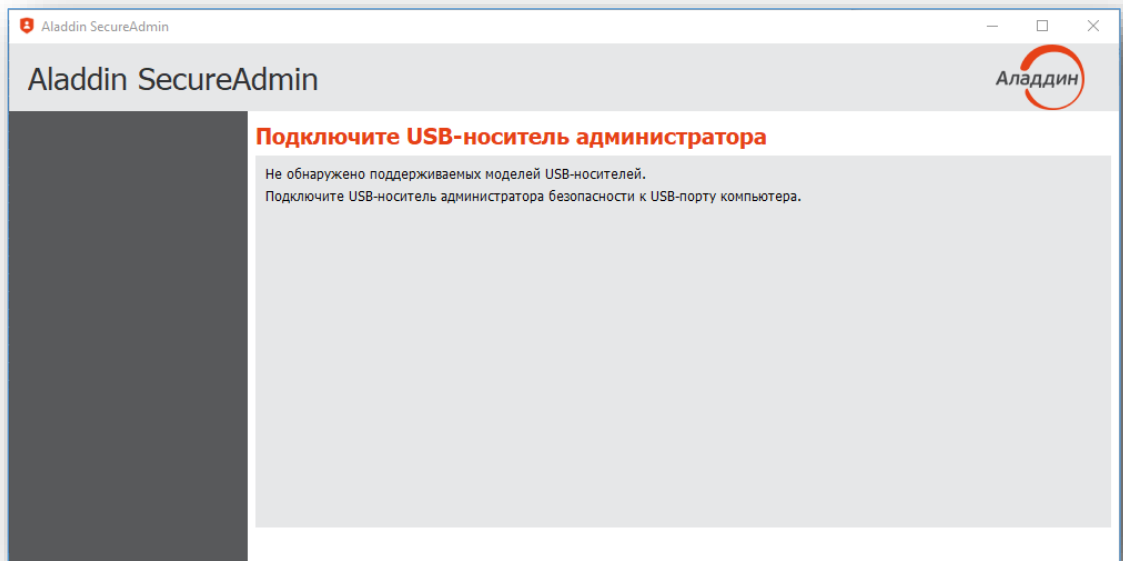 Aladdin SecureAdmin
Aladdin SecureAdmin
Аладдин
Подключите USB-носитель администратора
Не обнаружено поддерживаемых моделей USB-носителей.
Подключите USB-носитель администратора безопасности к USB-порту компьютера.